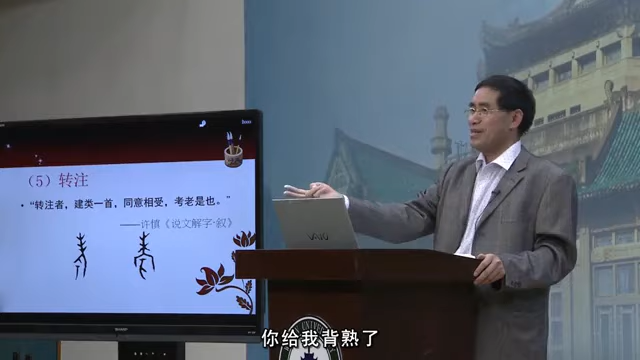 （5）转注
• “转注者，建类一首，同意相受，考老是也。”
——许慎《说文解字·叙》
VAIO
SHARP
你给我背熟了